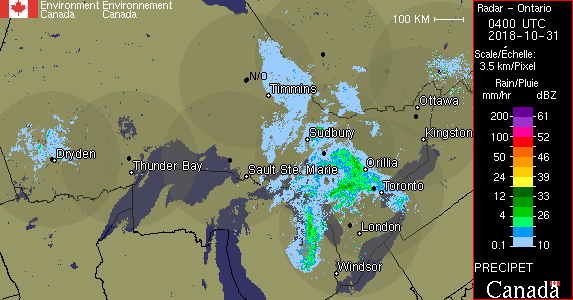 Environment Environnement
Canada Canada
100 KM
N/O
Timmins
Ottawa
Sudbury
Kingston
Dryden
Thunder Bay
Sault Ste. Marie
Orillia
Toronto
London
Windsor
Radar - Ontario
0400 UTC
2018-10-31
Scale/Échelle:
3.5 km/Pixel
Rain/Pluie
mm/hr dBZ
200 61
100 52
50 46
24 39
12 33
4 26
0.1 10
PRECIPET
Canada